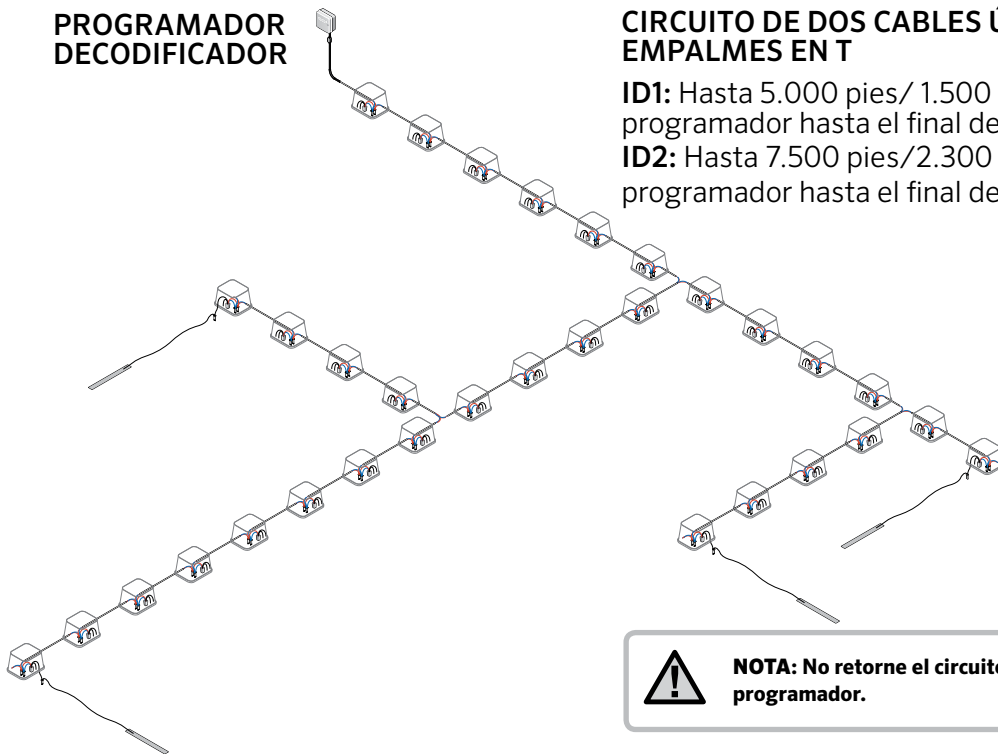 PROGRAMADOR
DECODIFICADOR
CIRCUITO DE DOS CABLES Ú
EMPALMES EN T
ID1: Hasta 5.000 pies/ 1.500
programador hasta el final de
ID2: Hasta 7.500 pies/2.300
programador hasta el final de
NOTA: No retorne el circuito
programador.